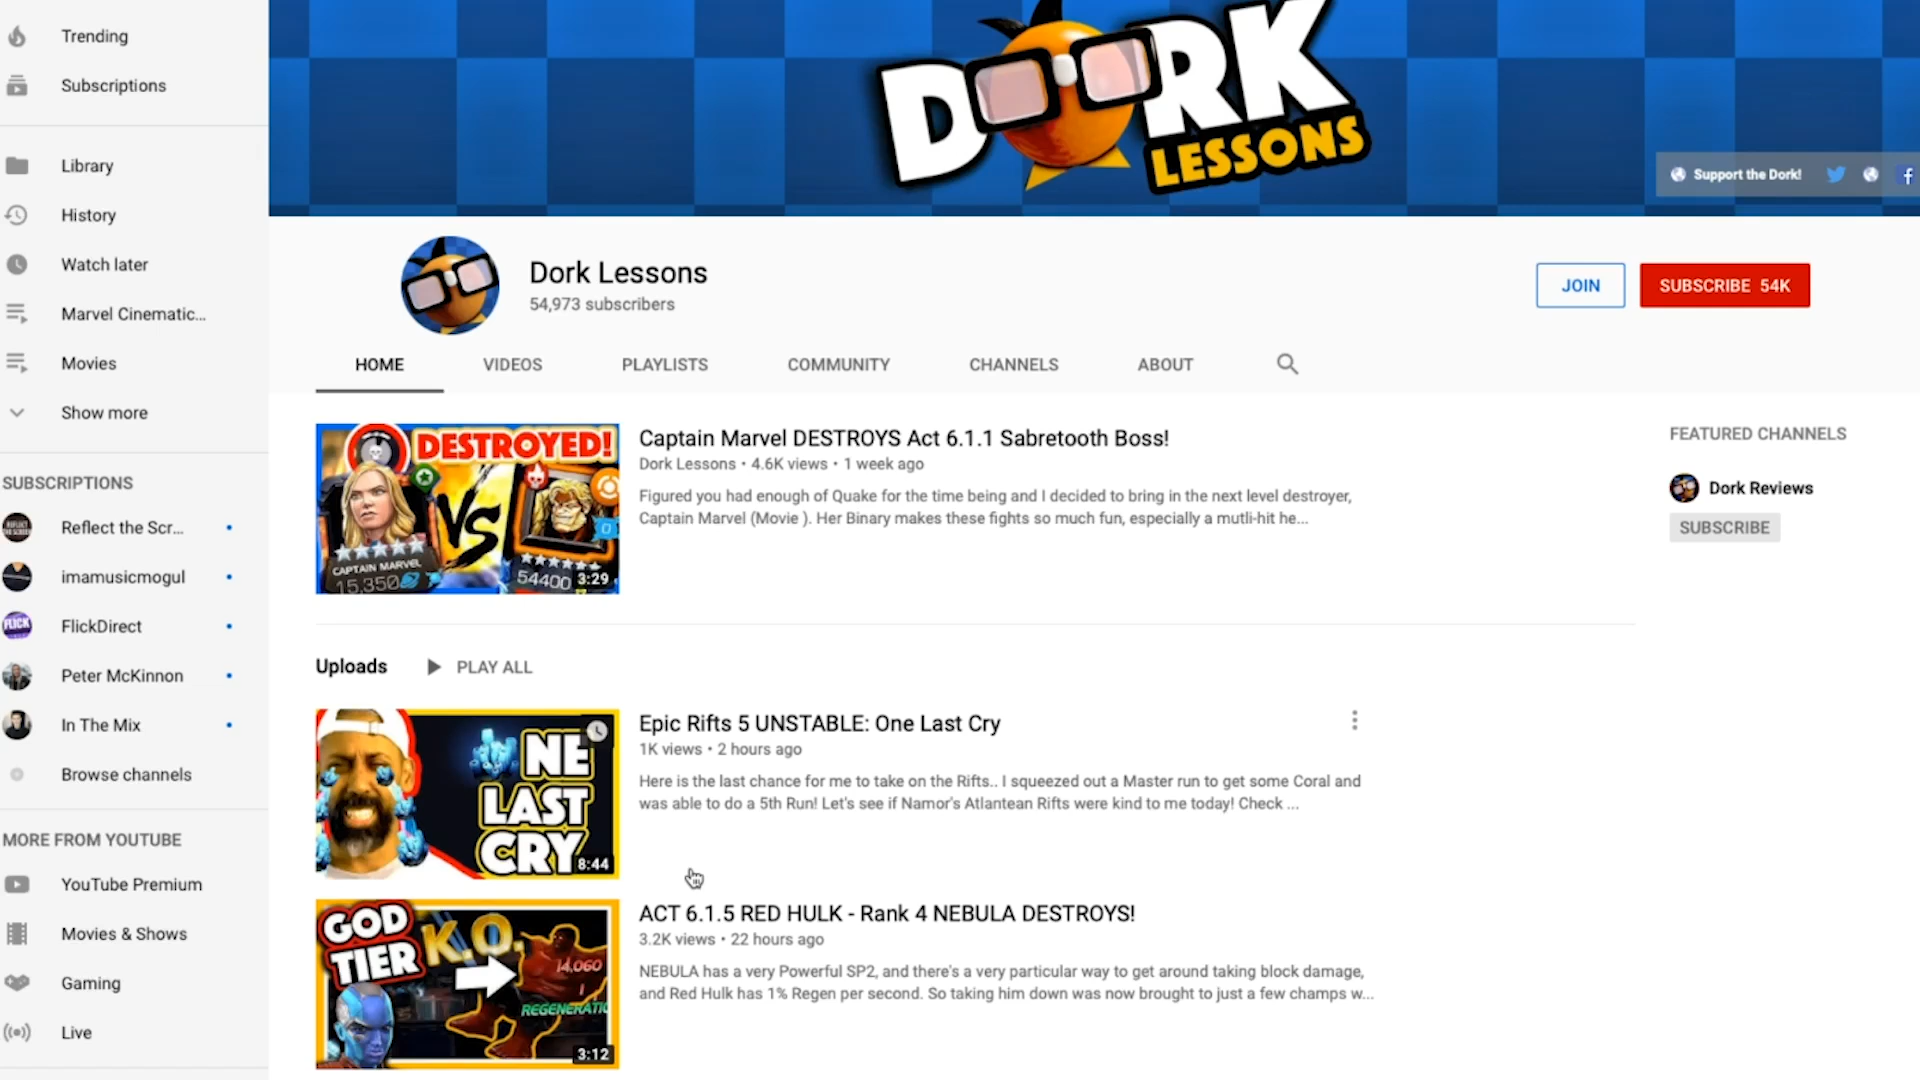 Trending
Subscriptions
Library
History
Watch later
Marvel Cinematic...
Movies
Show more
SUBSCRIPTIONS
Reflect the Scr...
imamusicmogul
FlickDirect
Peter McKinnon
In The Mix
Browse channels
MORE FROM YOUTUBE
YouTube Premium
Movies & Shows
Gaming
Live
DORK
LESSONS
Support the Dork!
Dork Lessons
54,973 subscribers
JOIN
SUBSCRIBE 54K
HOME
VIDEOS
PLAYLISTS
COMMUNITY
CHANNELS
ABOUT
DESTROYED!
VS
CAPTAIN MARVEL
15,350
54400
3:29
Captain Marvel DESTROYS Act 6.1.1 Sabretooth Boss!
Dork Lessons • 4.6K views • 1 week ago
Figured you had enough of Quake for the time being and I decided to bring in the next level destroyer,
Captain Marvel (Movie ). Her Binary makes these fights so much fun, especially a mutli-hit he...
FEATURED CHANNELS
Dork Reviews
SUBSCRIBE
Uploads
PLAY ALL
NE
LAST
CRY
8:44
Epic Rifts 5 UNSTABLE: One Last Cry
1K views • 2 hours ago
Here is the last chance for me to take on the Rifts.. I squeezed out a Master run to get some Coral and
was able to do a 5th Run! Let's see if Namor's Atlantean Rifts were kind to me today! Check ...
GOD
TIER
K.O.
14,060
REGENERATIO
3:12
ACT 6.1.5 RED HULK - Rank 4 NEBULA DESTROYS!
3.2K views • 22 hours ago
NEBULA has a very Powerful SP2, and there's a very particular way to get around taking block damage,
and Red Hulk has 1% Regen per second. So taking him down was now brought to just a few champs w...